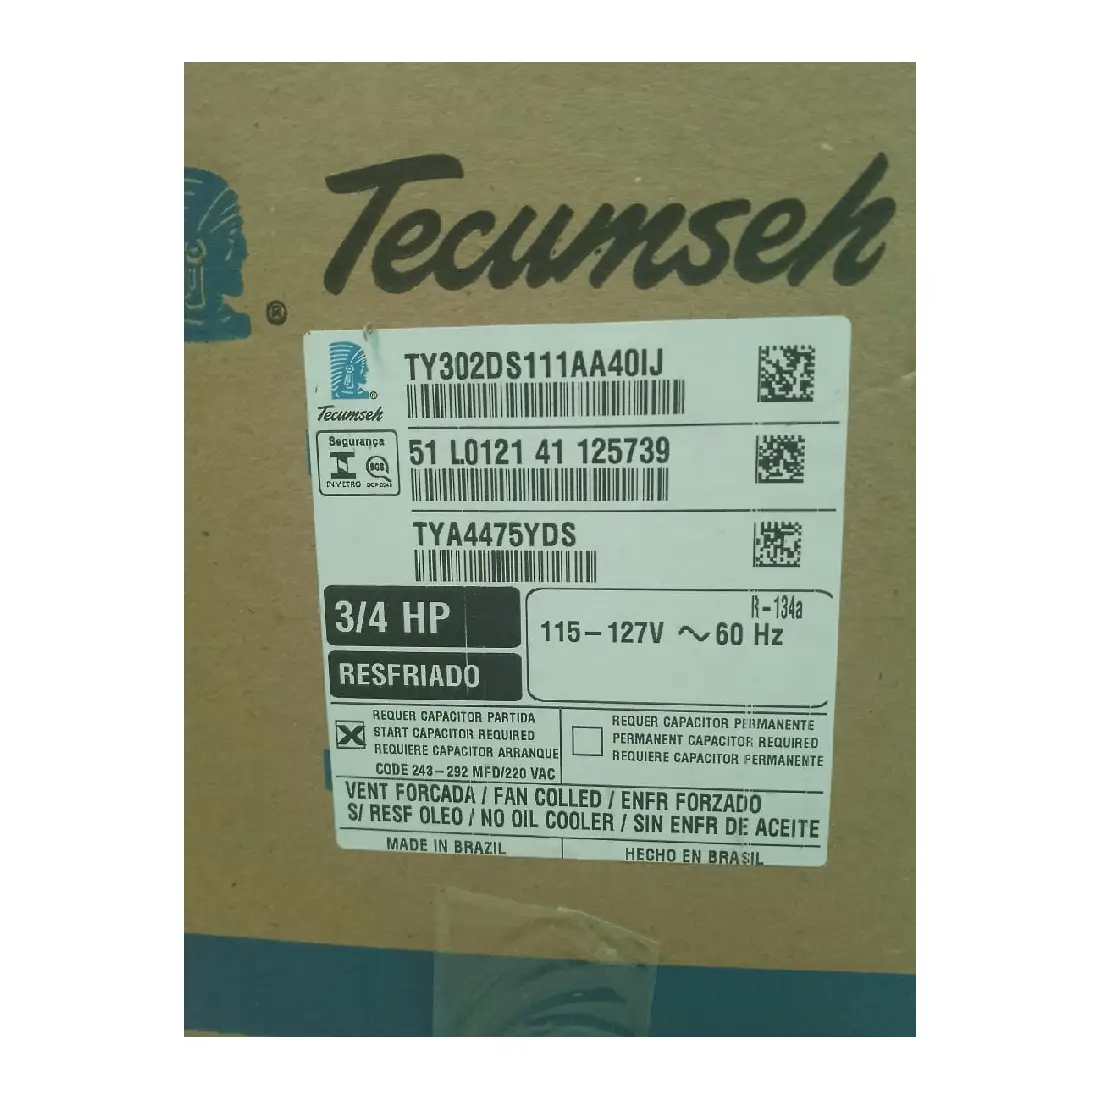 Tecumseh
®
TY302DS111AA40IJ
®
Tecumseh
Segurança
INMETRO
SGS
51 L0121 41 125739
TYA4475YDS
3/4 HP
RESFRIADO
R-134a
115-127V ~ 60 Hz
REQUER CAPACITOR PARTIDA
START CAPACITOR REQUIRED
REQUIERE CAPACITOR ARRANQUE
CODE 243-292 MFD/220 VAC
REQUER CAPACITOR PERMANENTE
PERMANENT CAPACITOR REQUIRED
REQUIERE CAPACITOR PERMANENTE
VENT FORCADA / FAN COLLED / ENFR FORZADO
S/ RESF OLEO / NO OIL COOLER / SIN ENFR DE ACEITE
MADE IN BRAZIL
HECHO EN BRASIL